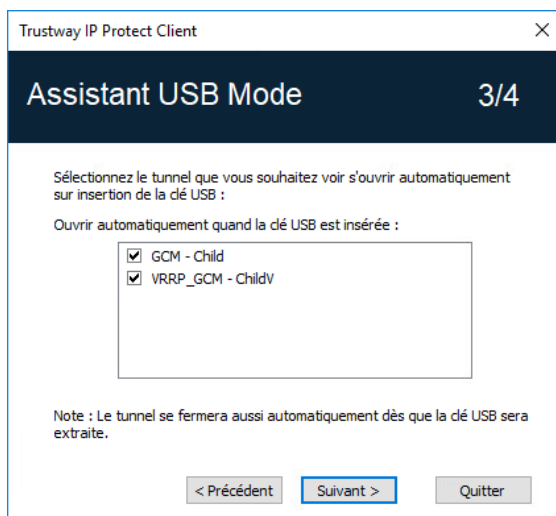 Trustway IP Protect Client
Assistant USB Mode 3/4
Sélectionnez le tunnel que vous souhaitez voir s'ouvrir automatiquement
sur insertion de la clé USB :
Ouvrir automatiquement quand la clé USB est insérée :
GCM - Child
VRRP_GCM - ChildV
Note : Le tunnel se fermera aussi automatiquement dès que la clé USB sera
extraite.
< Précédent Suivant > Quitter